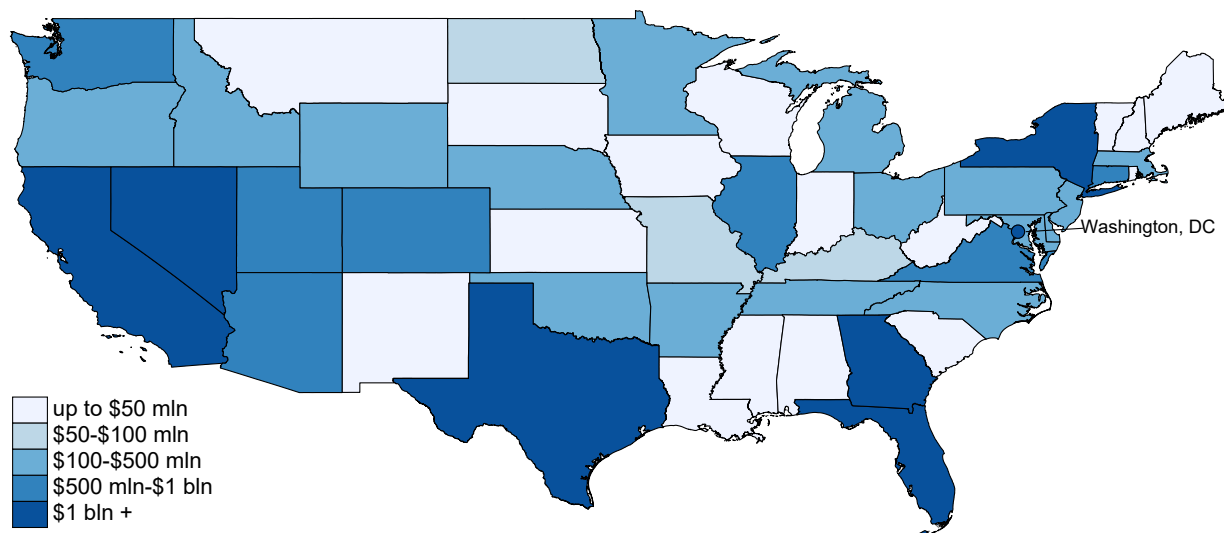 Washington, DC
up to $50 mln
$50-$100 mln
$100-$500 mln
$500 mln-$1 bln
$1 bln +